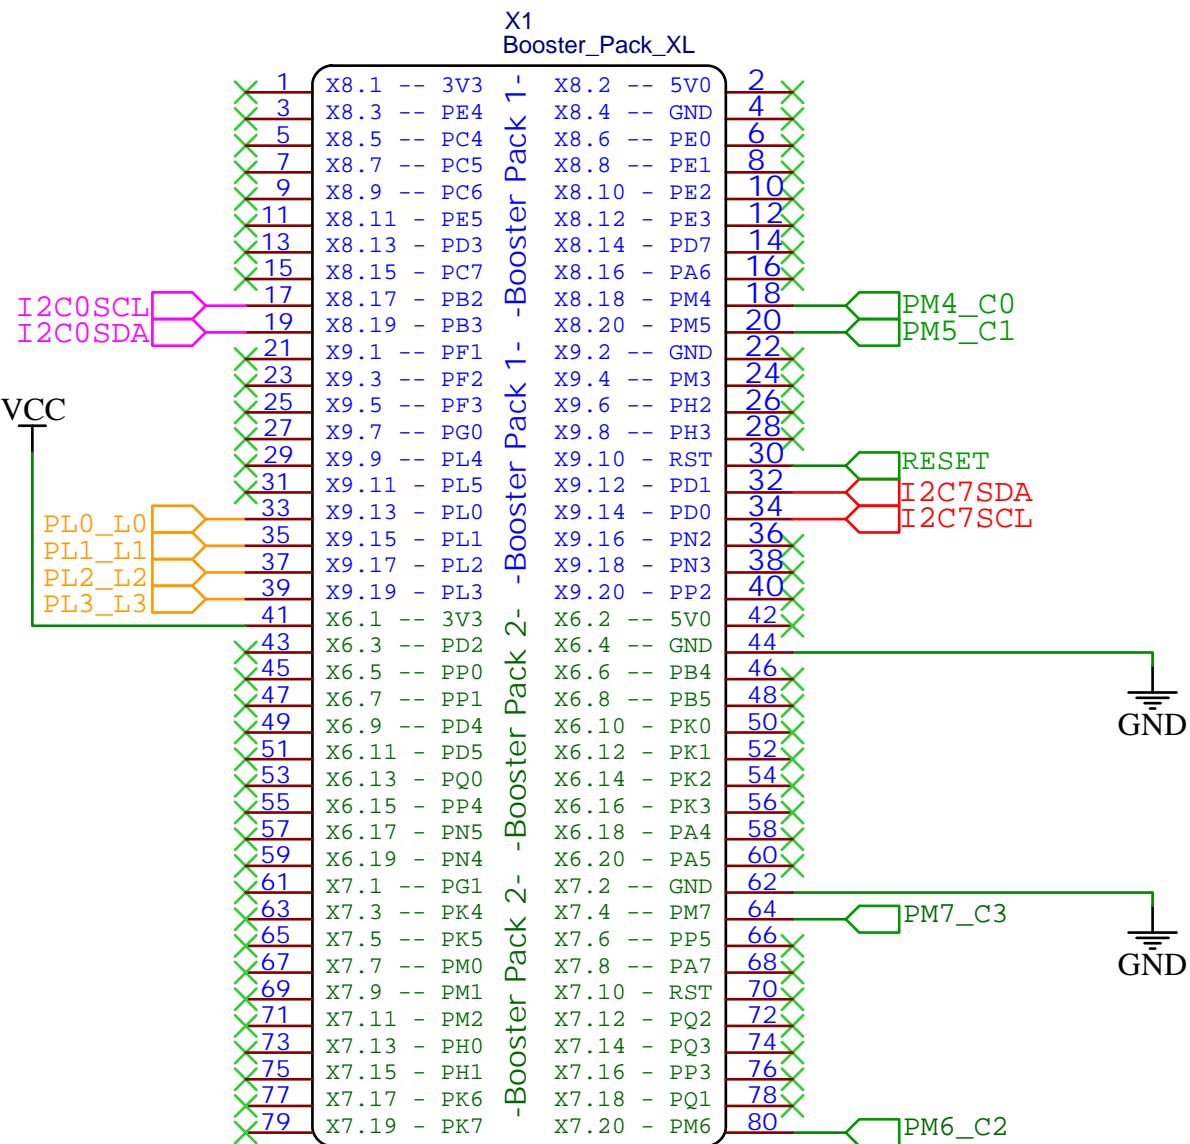 X1
Booster_Pack_XL
1 X8.1 -- 3V3 X8.2 -- 5V0 2
3 X8.3 -- PE4 X8.4 -- GND 4
5 X8.5 -- PC4 X8.6 -- PE0 6
7 X8.7 -- PC5 X8.8 -- PE1 8
9 X8.9 -- PC6 X8.10 - PE2 10
11 X8.11 - PE5 X8.12 - PE3 12
13 X8.13 - PD3 X8.14 - PD7 14
15 X8.15 - PC7 X8.16 - PA6 16
I2C0SCL 17 X8.17 - PB2 X8.18 - PM4 18 PM4_C0
I2C0SDA 19 X8.19 - PB3 X8.20 - PM5 20 PM5_C1
-Booster Pack 1-
21 X9.1 -- PF1 X9.2 -- GND 22
23 X9.3 -- PF2 X9.4 -- PM3 24
VCC 25 X9.5 -- PF3 X9.6 -- PH2 26
27 X9.7 -- PG0 X9.8 -- PH3 28
29 X9.9 -- PL4 X9.10 - RST 30 RESET
31 X9.11 - PL5 X9.12 - PD1 32 I2C7SDA
PL0_L0 33 X9.13 - PL0 X9.14 - PD0 34 I2C7SCL
PL1_L1 35 X9.15 - PL1 X9.16 - PN2 36
PL2_L2 37 X9.17 - PL2 X9.18 - PN3 38
PL3_L3 39 X9.19 - PL3 X9.20 - PP2 40
-Booster Pack 1-
41 X6.1 -- 3V3 X6.2 -- 5V0 42
43 X6.3 -- PD2 X6.4 -- GND 44
45 X6.5 -- PP0 X6.6 -- PB4 46
47 X6.7 -- PP1 X6.8 -- PB5 48
49 X6.9 -- PD4 X6.10 - PK0 50 GND
51 X6.11 - PD5 X6.12 - PK1 52
53 X6.13 - PQ0 X6.14 - PK2 54
55 X6.15 - PP4 X6.16 - PK3 56
57 X6.17 - PN5 X6.18 - PA4 58
59 X6.19 - PN4 X6.20 - PA5 60
-Booster Pack 2-
61 X7.1 -- PG1 X7.2 -- GND 62
63 X7.3 -- PK4 X7.4 -- PM7 64 PM7_C3
65 X7.5 -- PK5 X7.6 -- PP5 66
67 X7.7 -- PM0 X7.8 -- PA7 68 GND
69 X7.9 -- PM1 X7.10 - RST 70
71 X7.11 - PM2 X7.12 - PQ2 72
73 X7.13 - PH0 X7.14 - PQ3 74
75 X7.15 - PH1 X7.16 - PP3 76
77 X7.17 - PK6 X7.18 - PQ1 78
79 X7.19 - PK7 X7.20 - PM6 80 PM6_C2
-Booster Pack 2-